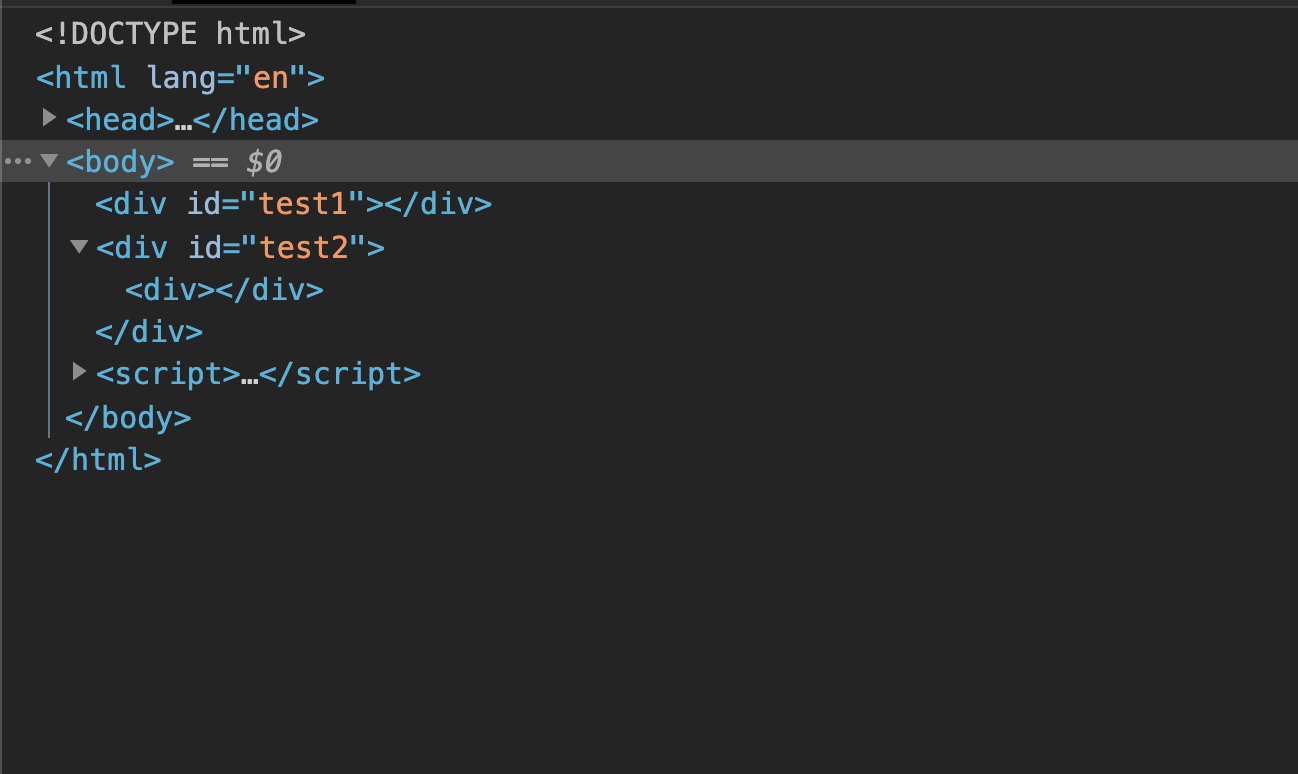 <!DOCTYPE html>
<html lang="en">
<head>…</head>
<body> == $0
<div id="test1"></div>
<div id="test2">
<div></div>
</div>
<script>…</script>
</body>
</html>